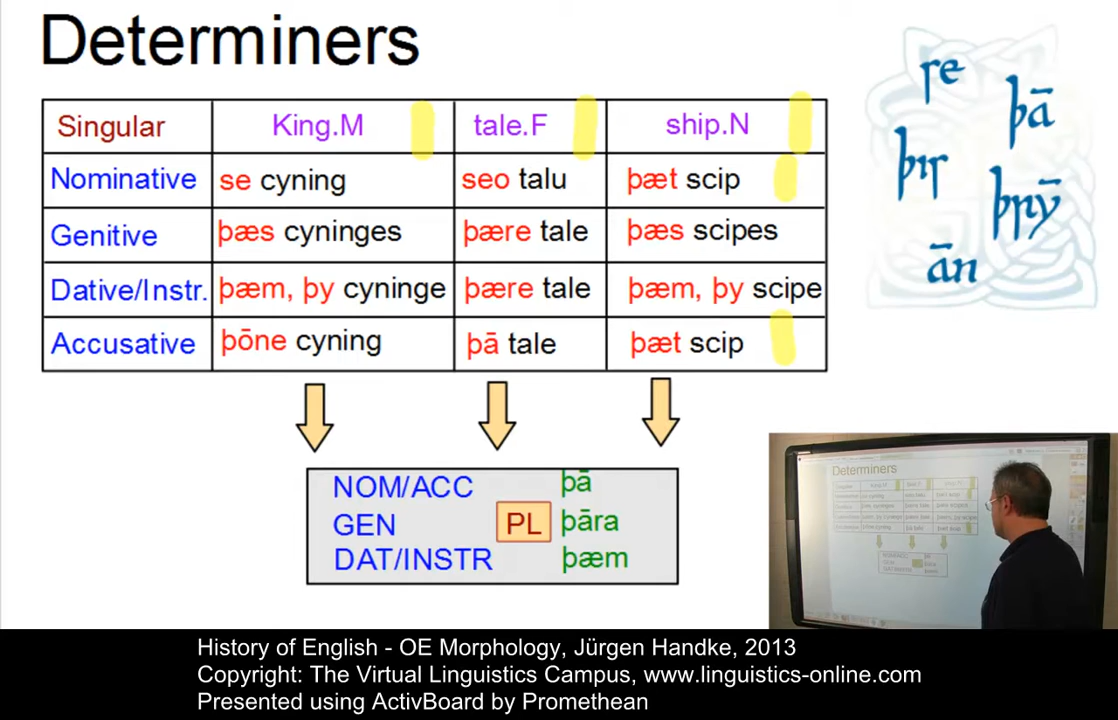 Determiners
Singular King.M tale.F ship.N
Nominative se cyning seo talu þæt scip
Genitive þæs cyninges þære tale þæs scipes
Dative/Instr. þæm, þy cyninge þære tale þæm, þy scipe
Accusative þōne cyning þā tale þæt scip
NOM/ACC þā
GEN PL þāra
DAT/INSTR þæm
þā
ān
Determiners
History of English - OE Morphology, Jürgen Handke, 2013
Copyright: The Virtual Linguistics Campus, www.linguistics-online.com
Presented using ActivBoard by Promethean